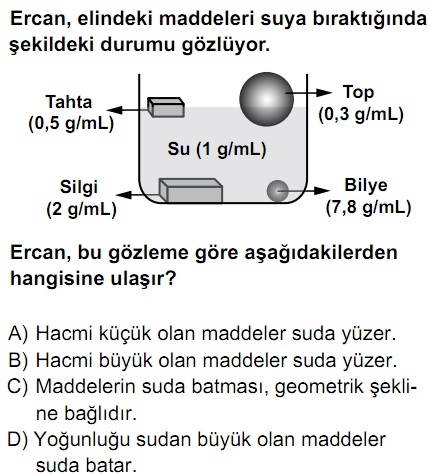 Ercan, elindeki maddeleri suya bıraktığında
şekildeki durumu gözlüyor.
Tahta
(0,5 g/mL)
Top
(0,3 g/mL)
Su (1 g/mL)
Silgi
(2 g/mL)
Bilye
(7,8 g/mL)
Ercan, bu gözleme göre aşağıdakilerden
hangisine ulaşır?
A) Hacmi küçük olan maddeler suda yüzer.
B) Hacmi büyük olan maddeler suda yüzer.
C) Maddelerin suda batması, geometrik şekli-
ne bağlıdır.
D) Yoğunluğu sudan büyük olan maddeler
suda batar.